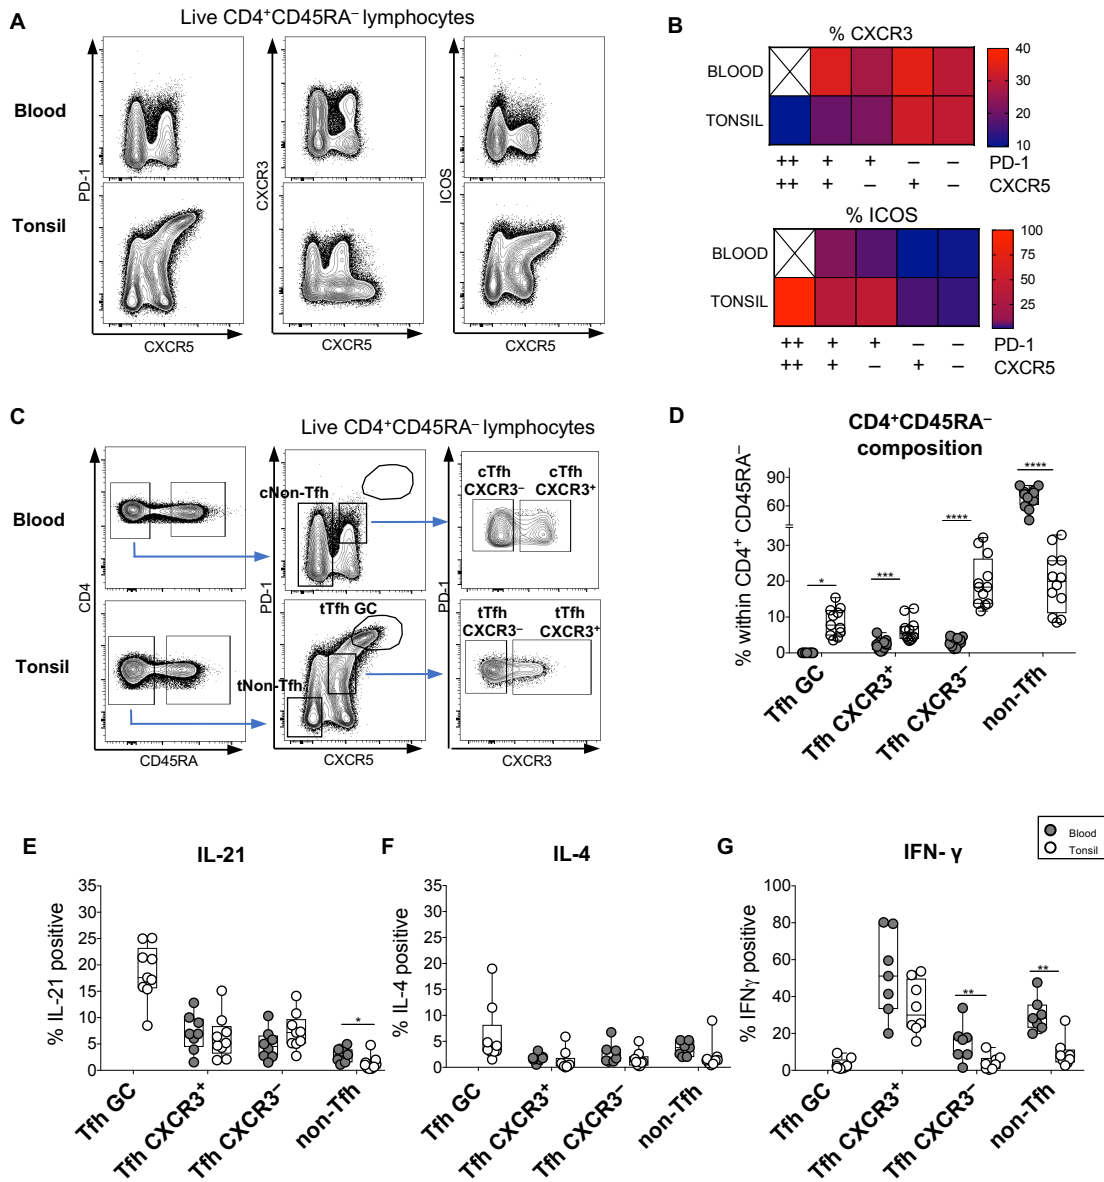 A
Live CD4⁺CD45RA⁻ lymphocytes
Blood
Tonsil
PD-1
CXCR5
CXCR3
CXCR5
ICOS
CXCR5
B
% CXCR3
BLOOD
TONSIL
40
30
20
10
++ + + – – PD-1
++ + – + – CXCR5
% ICOS
BLOOD
TONSIL
100
75
50
25
++ + + – – PD-1
++ + – + – CXCR5
C
Live CD4⁺CD45RA⁻ lymphocytes
Blood
Tonsil
CD4
CD45RA
cNon-Tfh
tTfh GC
tNon-Tfh
PD-1
CXCR5
cTfh CXCR3⁻
cTfh CXCR3⁺
tTfh CXCR3⁻
tTfh CXCR3⁺
PD-1
CXCR3
D
CD4⁺CD45RA⁻
composition
% within CD4⁺ CD45RA⁻
90
60
30
20
10
0
*
***
****
****
Tfh GC
Tfh CXCR3⁺
Tfh CXCR3⁻
non-Tfh
E
IL-21
% IL-21 positive
35
30
25
20
15
10
5
0
*
Tfh GC
Tfh CXCR3⁺
Tfh CXCR3⁻
non-Tfh
F
IL-4
% IL-4 positive
35
30
25
20
15
10
5
0
Tfh GC
Tfh CXCR3⁺
Tfh CXCR3⁻
non-Tfh
G
IFN- γ
% IFNγ positive
100
80
60
40
20
0
**
**
Tfh GC
Tfh CXCR3⁺
Tfh CXCR3⁻
non-Tfh
Blood
Tonsil